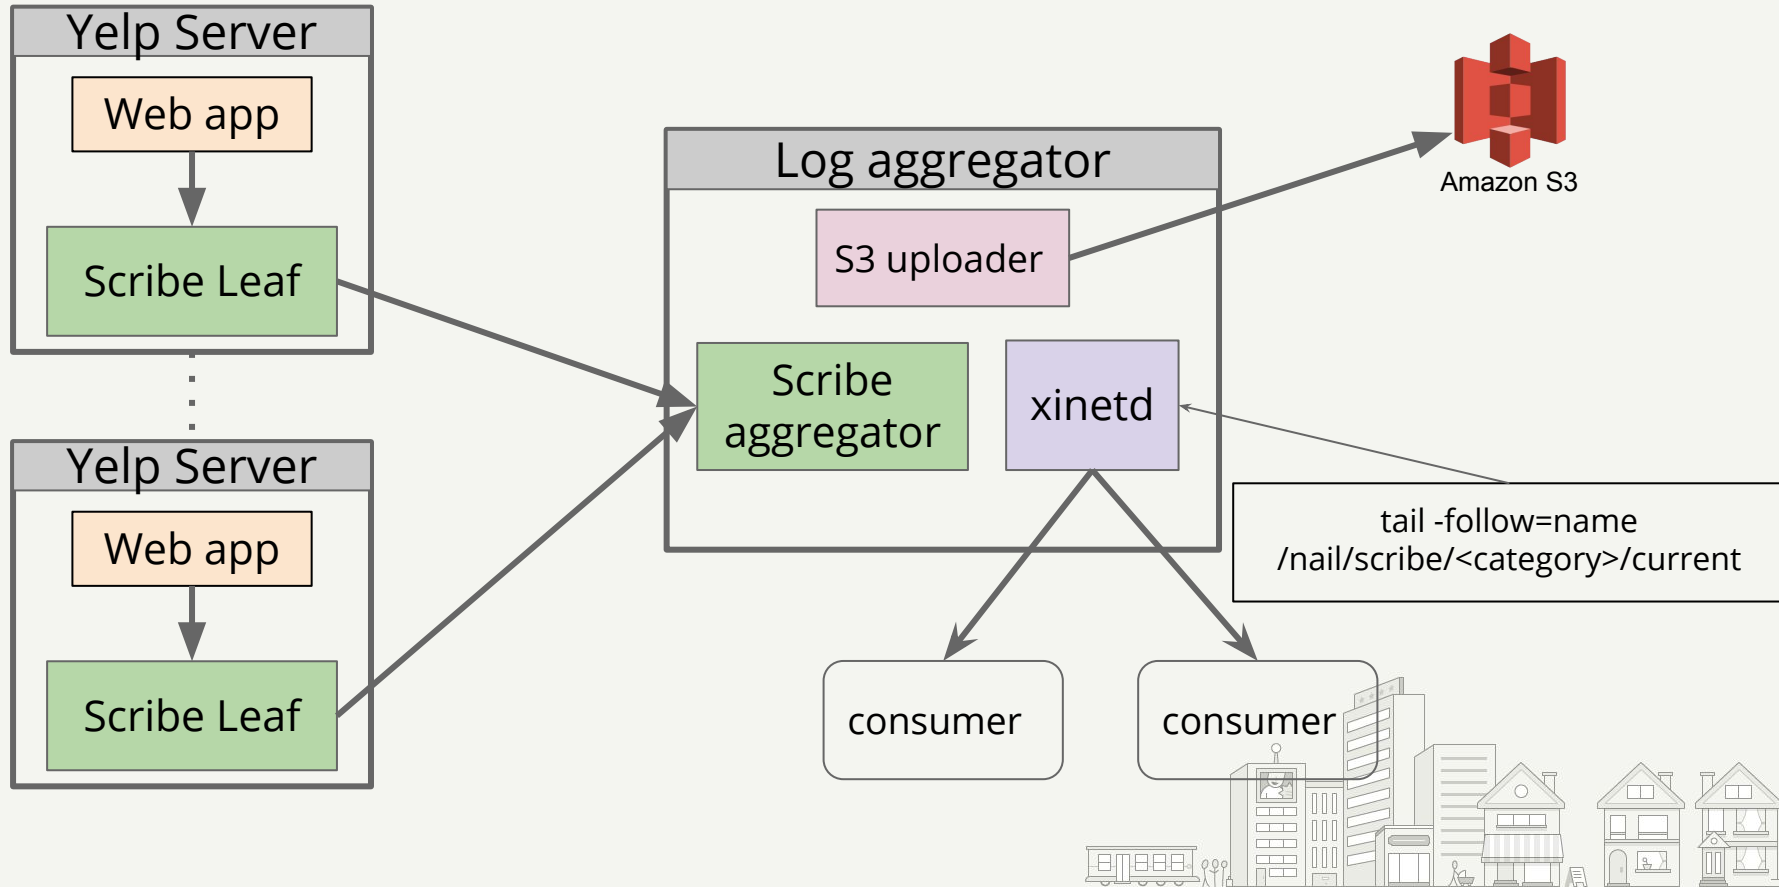 Yelp Server
Web app
Scribe Leaf
Yelp Server
Web app
Scribe Leaf
Log aggregator
S3 uploader
Scribe
aggregator
xinetd
Amazon S3
tail -follow=name
/nail/scribe/<category>/current
consumer
consumer